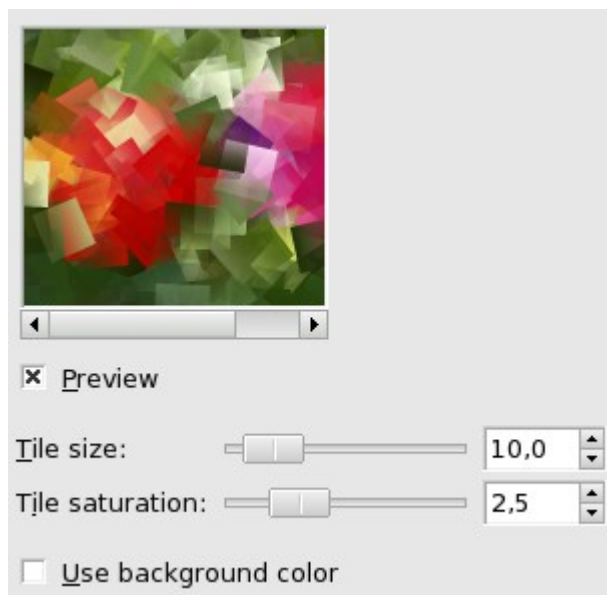 Preview
Tile size: 10,0
Tile saturation: 2,5
Use background color